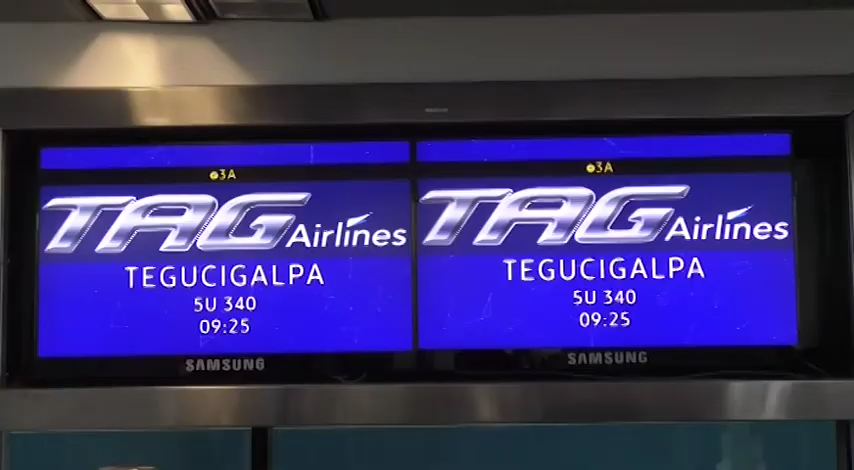 3A
TAG Airlines
TEGUCIGALPA
5U 340
09:25
SAMSUNG
3A
TAG Airlines
TEGUCIGALPA
5U 340
09:25
SAMSUNG